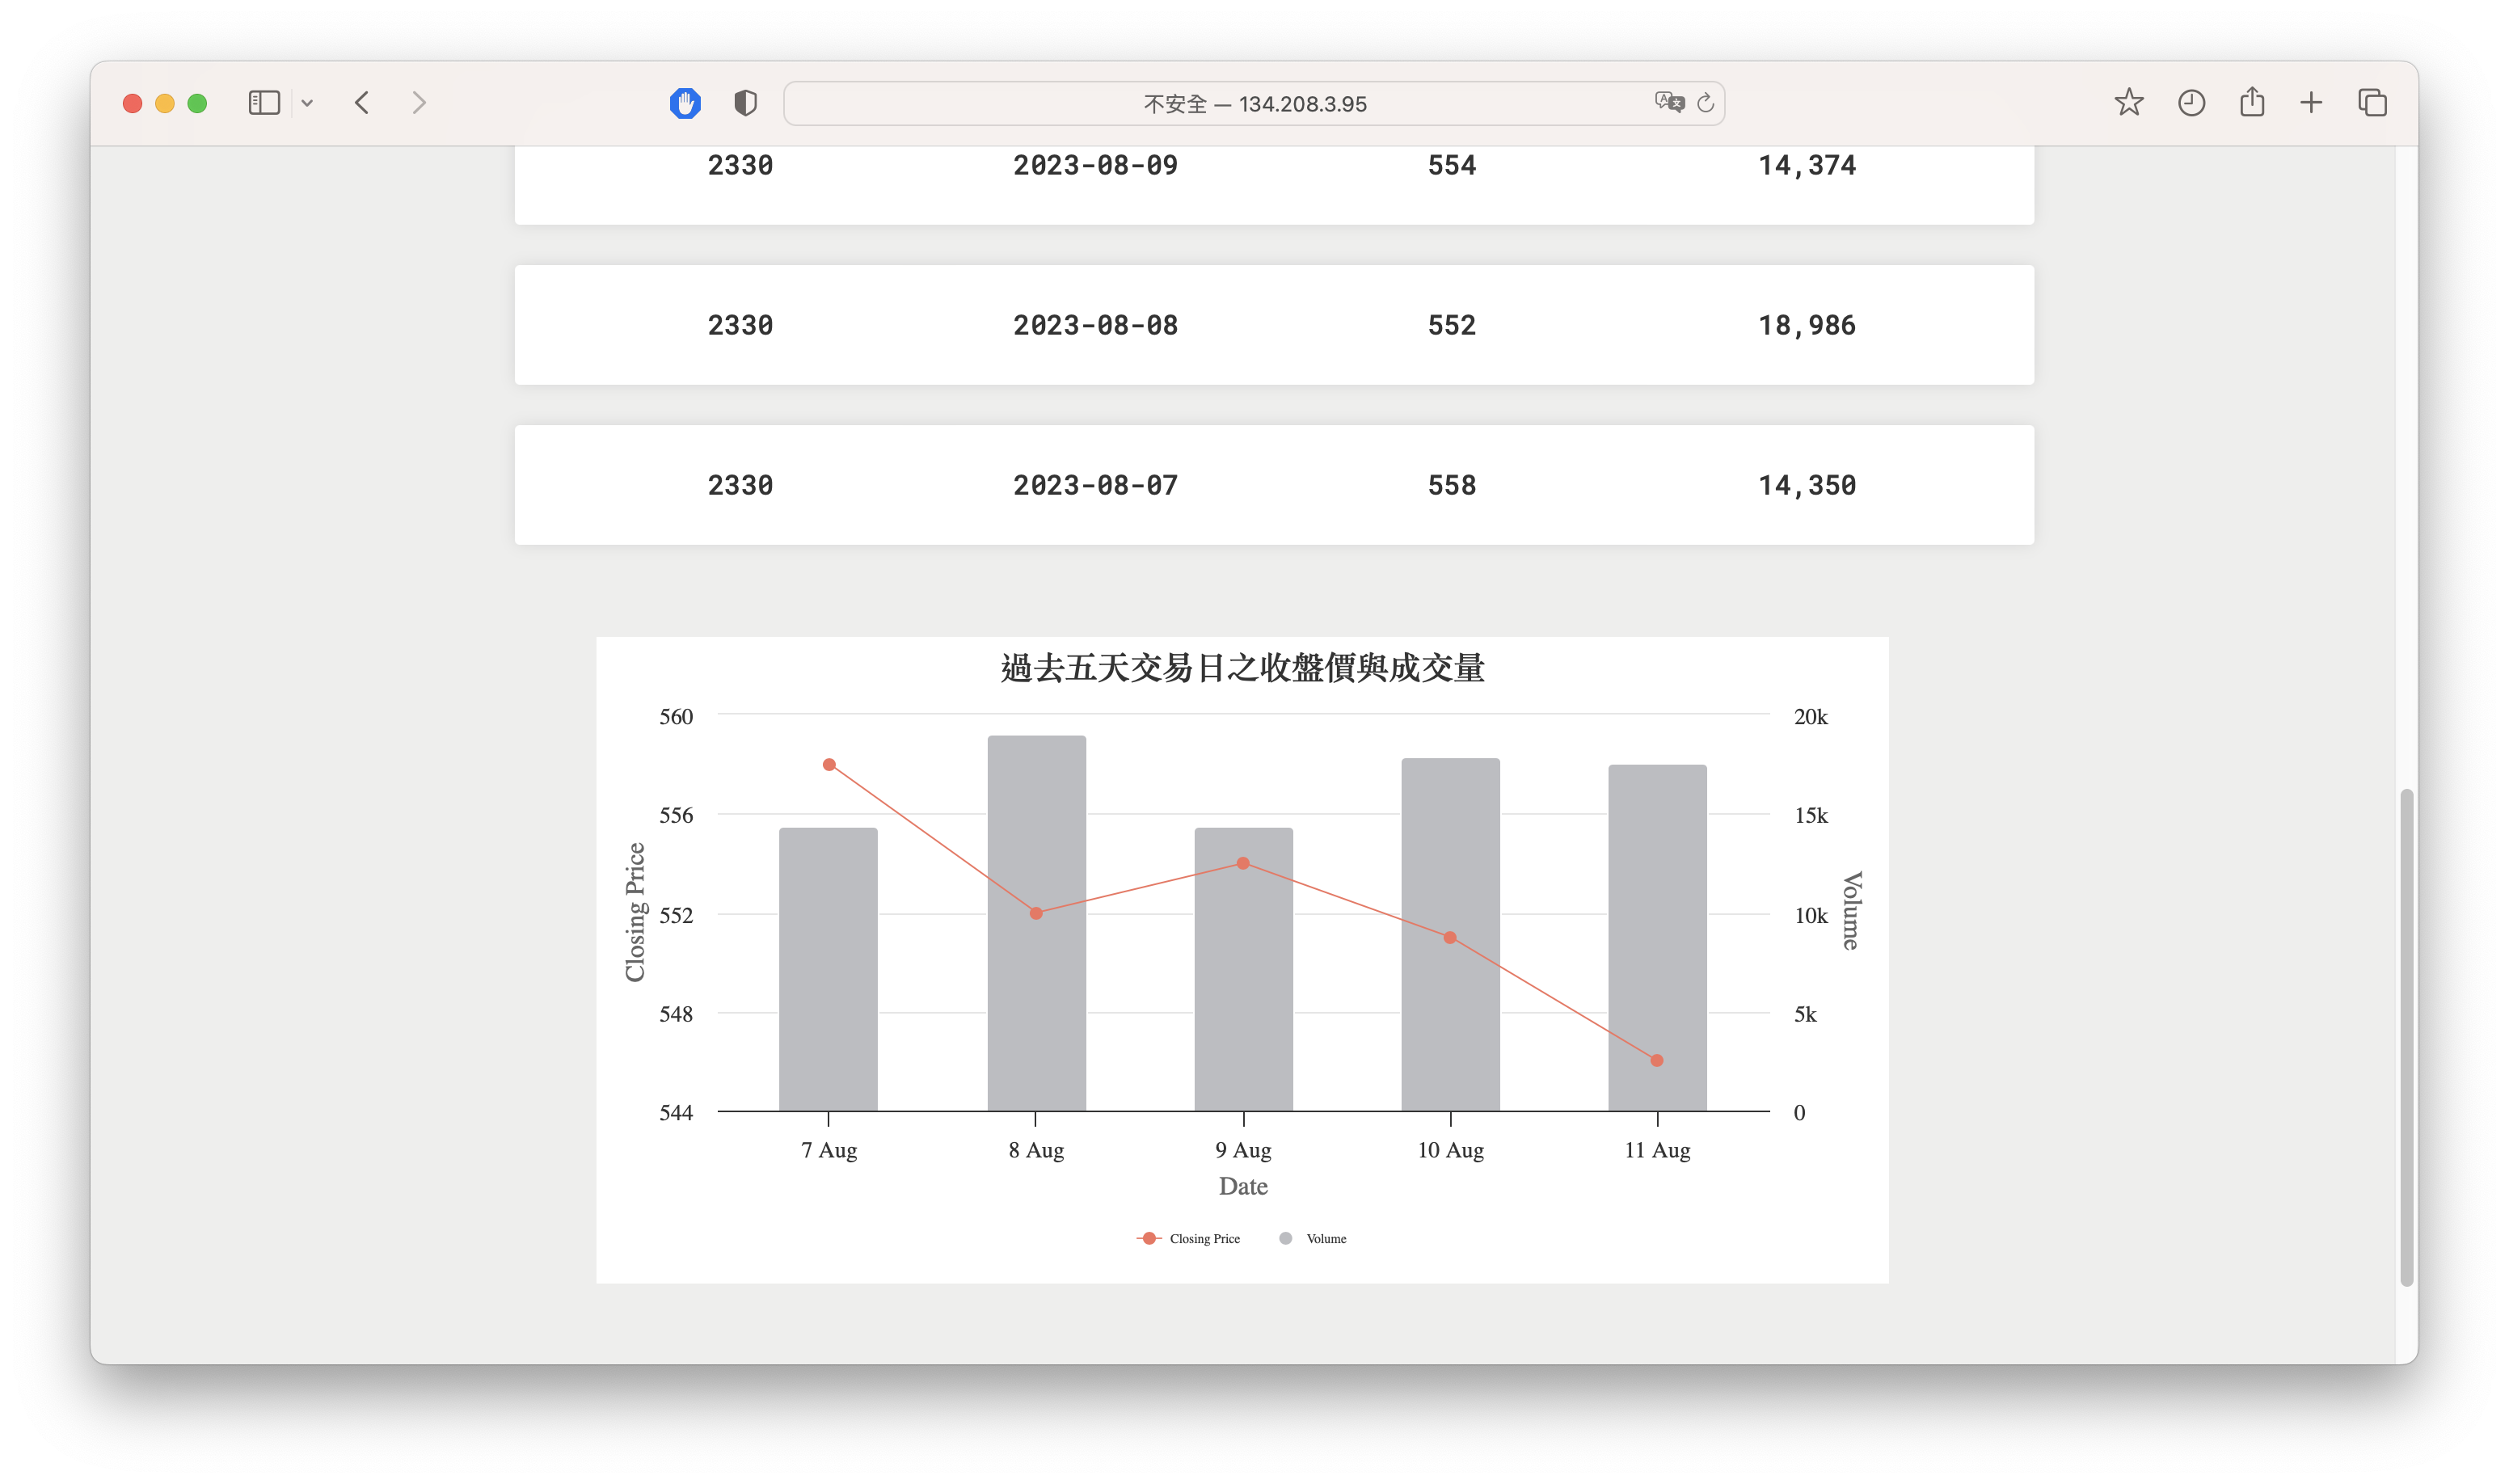 不安全 — 134.208.3.95
2330 2023-08-09 554 14,374
2330 2023-08-08 552 18,986
2330 2023-08-07 558 14,350
過去五天交易日之收盤價與成交量
560 20k
556 15k
552 10k
548 5k
544 0
Closing Price
Volume
7 Aug 8 Aug 9 Aug 10 Aug 11 Aug
Date
Closing Price Volume